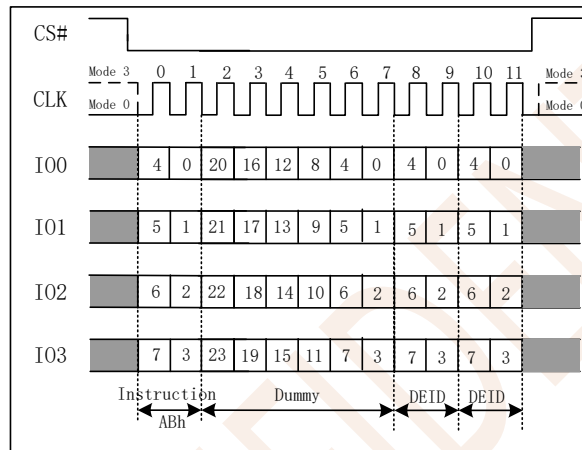 CS#
Mode 3 0 1 2 3 4 5 6 7 8 9 10 11 Mode 3
CLK Mode 0 Mode
IO0 4 0 20 16 12 8 4 0 4 0 4 0
IO1 5 1 21 17 13 9 5 1 5 1 5 1
IO2 6 2 22 18 14 10 6 2 6 2 6 2
IO3 7 3 23 19 15 11 7 3 7 3 7 3
Instruction Dummy DEID DEID
ABh